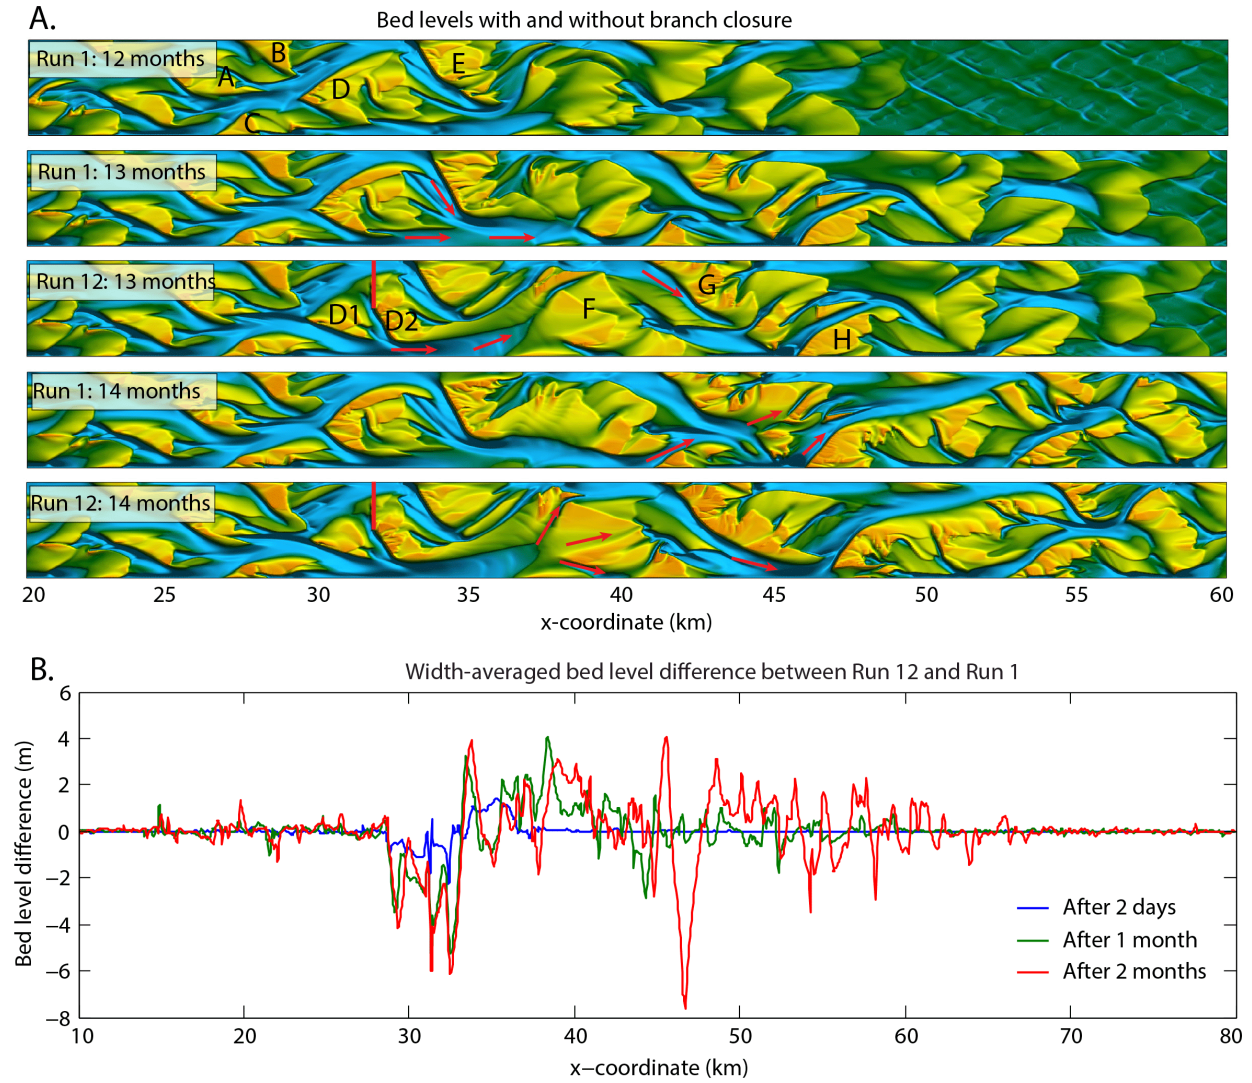 A.
Bed levels with and without branch closure
Run 1: 12 months
A
B
C
D
E
Run 1: 13 months
Run 12: 13 months
D1
D2
F
G
H
Run 1: 14 months
Run 12: 14 months
20 25 30 35 40 45 50 55 60
x-coordinate (km)
B.
Width-averaged bed level difference between Run 12 and Run 1
Bed level difference (m)
6
4
2
0
−2
−4
−6
−8
After 2 days
After 1 month
After 2 months
10 20 30 40 50 60 70 80
x−coordinate (km)